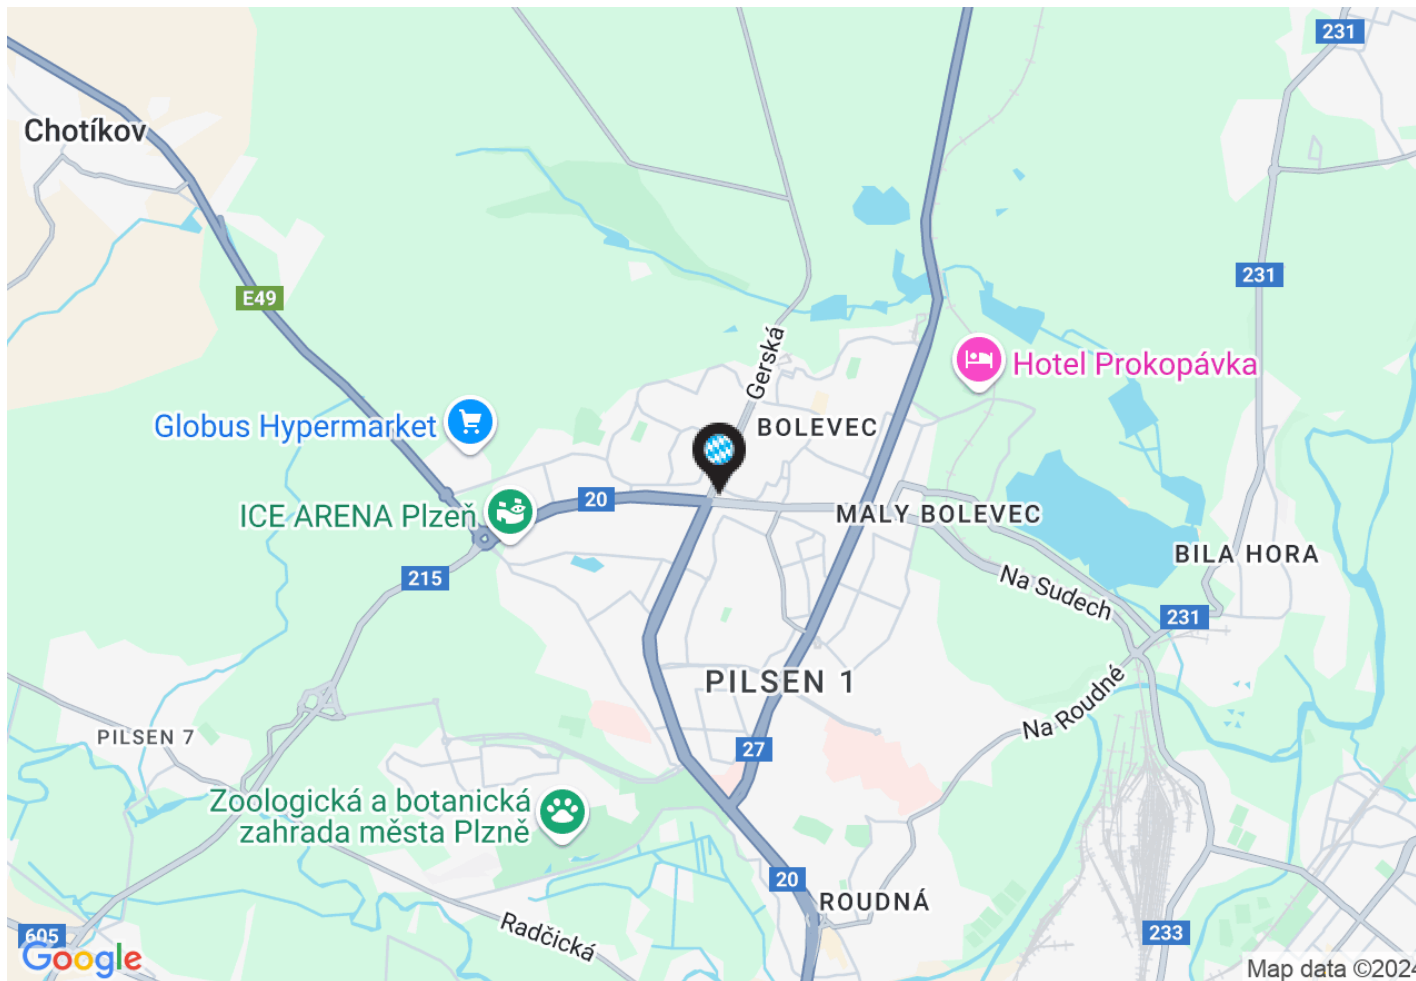 231
Chotíkov
231
E49
Gerská
Hotel Prokopávka
Globus Hypermarket
BOLEVEC
20
ICE ARENA Plzeň
MALY BOLEVEC
BILA HORA
215
Na Sudech
231
PILSEN 1
Na Roudné
PILSEN 7
27
Zoologická a botanická
zahrada města Plzně
20
ROUDNÁ
Radčická
605
233
Google
Map data ©2024